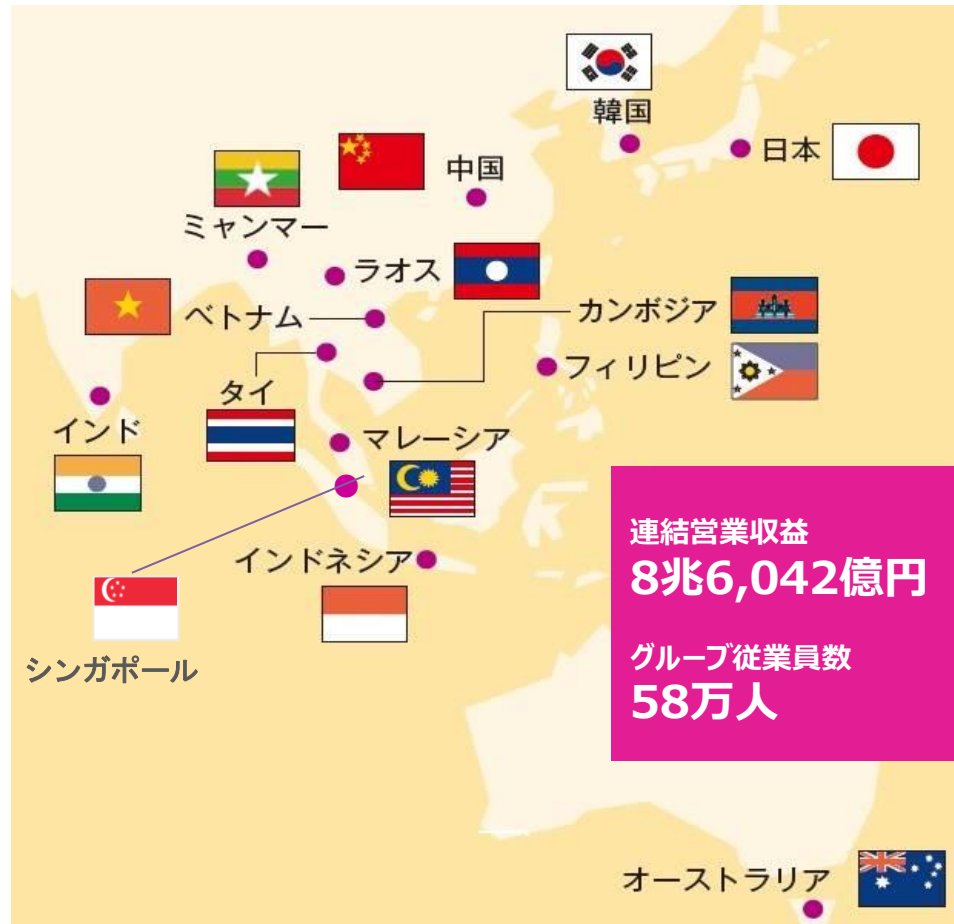 韓国
日本
中国
ミャンマー
ラオス
ベトナム
カンボジア
フィリピン
タイ
インド
マレーシア
インドネシア
シンガポール
連結営業収益
8兆6,042億円
グループ従業員数
58万人
オーストラリア